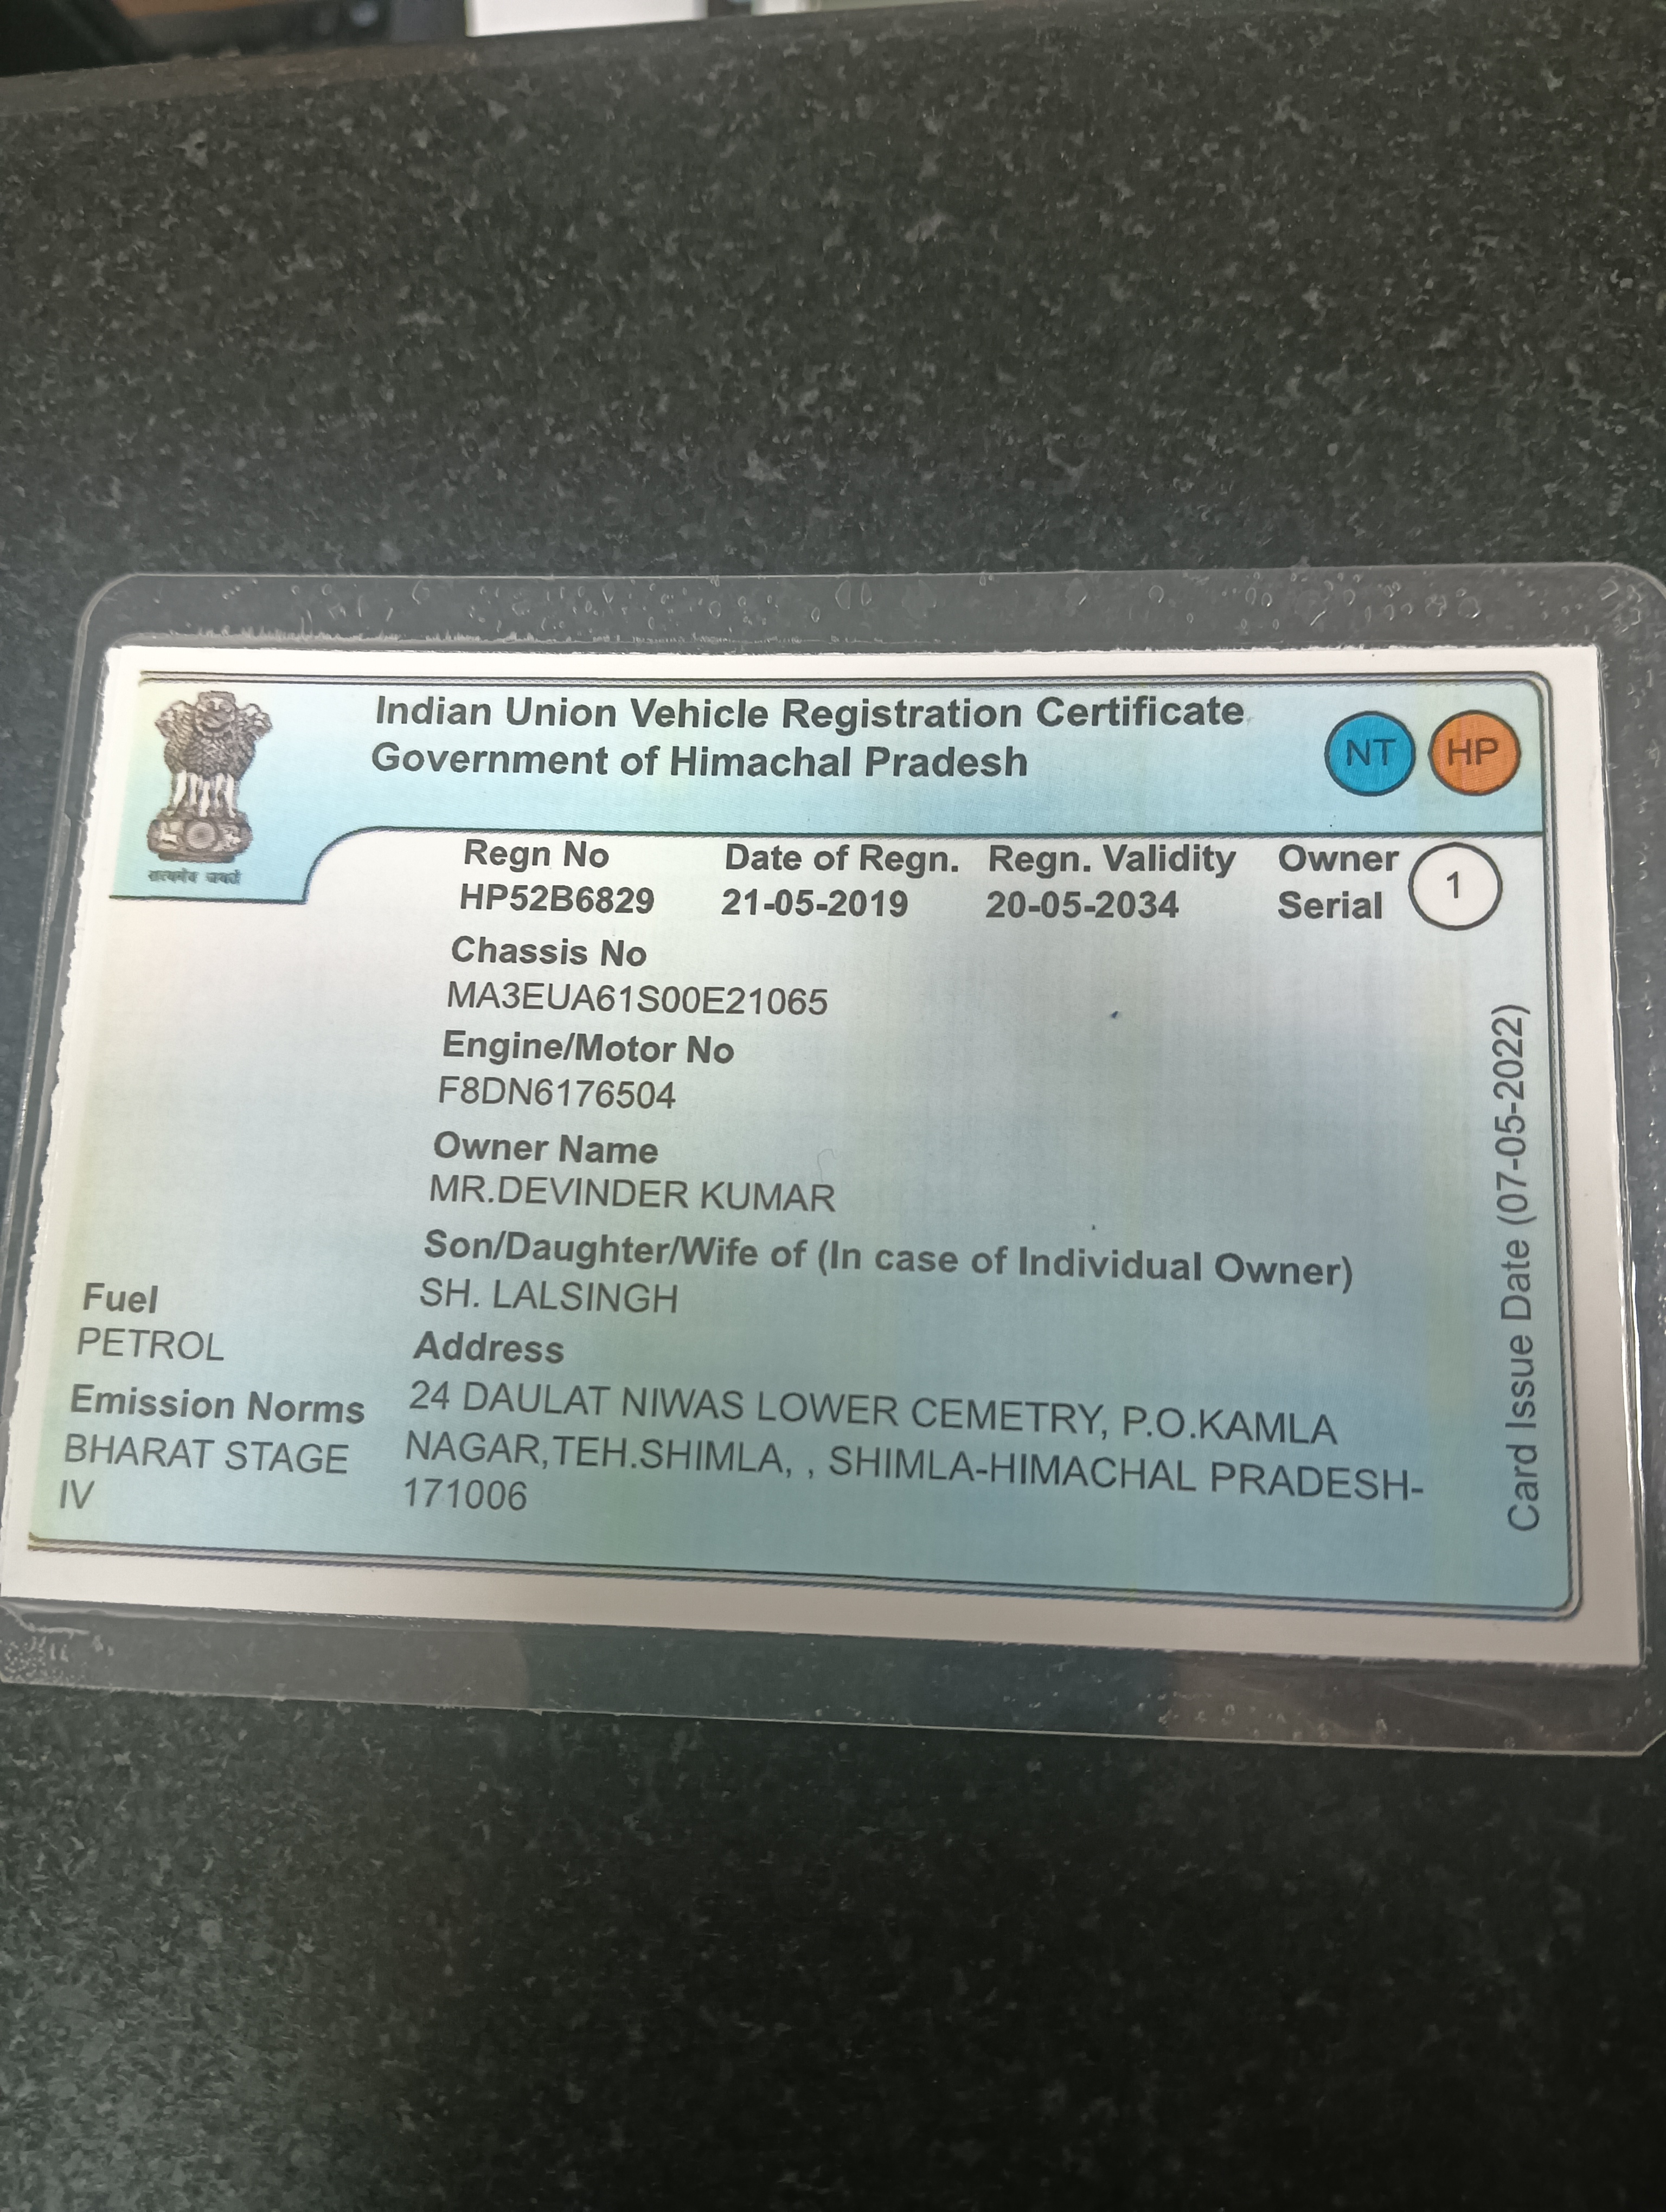 Indian Union Vehicle Registration Certificate
Government of Himachal Pradesh
NT HP
सत्यमेव जयते
Regn No Date of Regn. Regn. Validity Owner
HP52B6829 21-05-2019 20-05-2034 Serial 1
Chassis No
MA3EUA61S00E21065
Engine/Motor No
F8DN6176504
Owner Name
MR.DEVINDER KUMAR
Son/Daughter/Wife of (In case of Individual Owner)
SH. LALSINGH
Fuel
PETROL
Emission Norms
BHARAT STAGE
IV
Address
24 DAULAT NIWAS LOWER CEMETRY, P.O.KAMLA
NAGAR,TEH.SHIMLA, , SHIMLA-HIMACHAL PRADESH-
171006
Card Issue Date (07-05-2022)